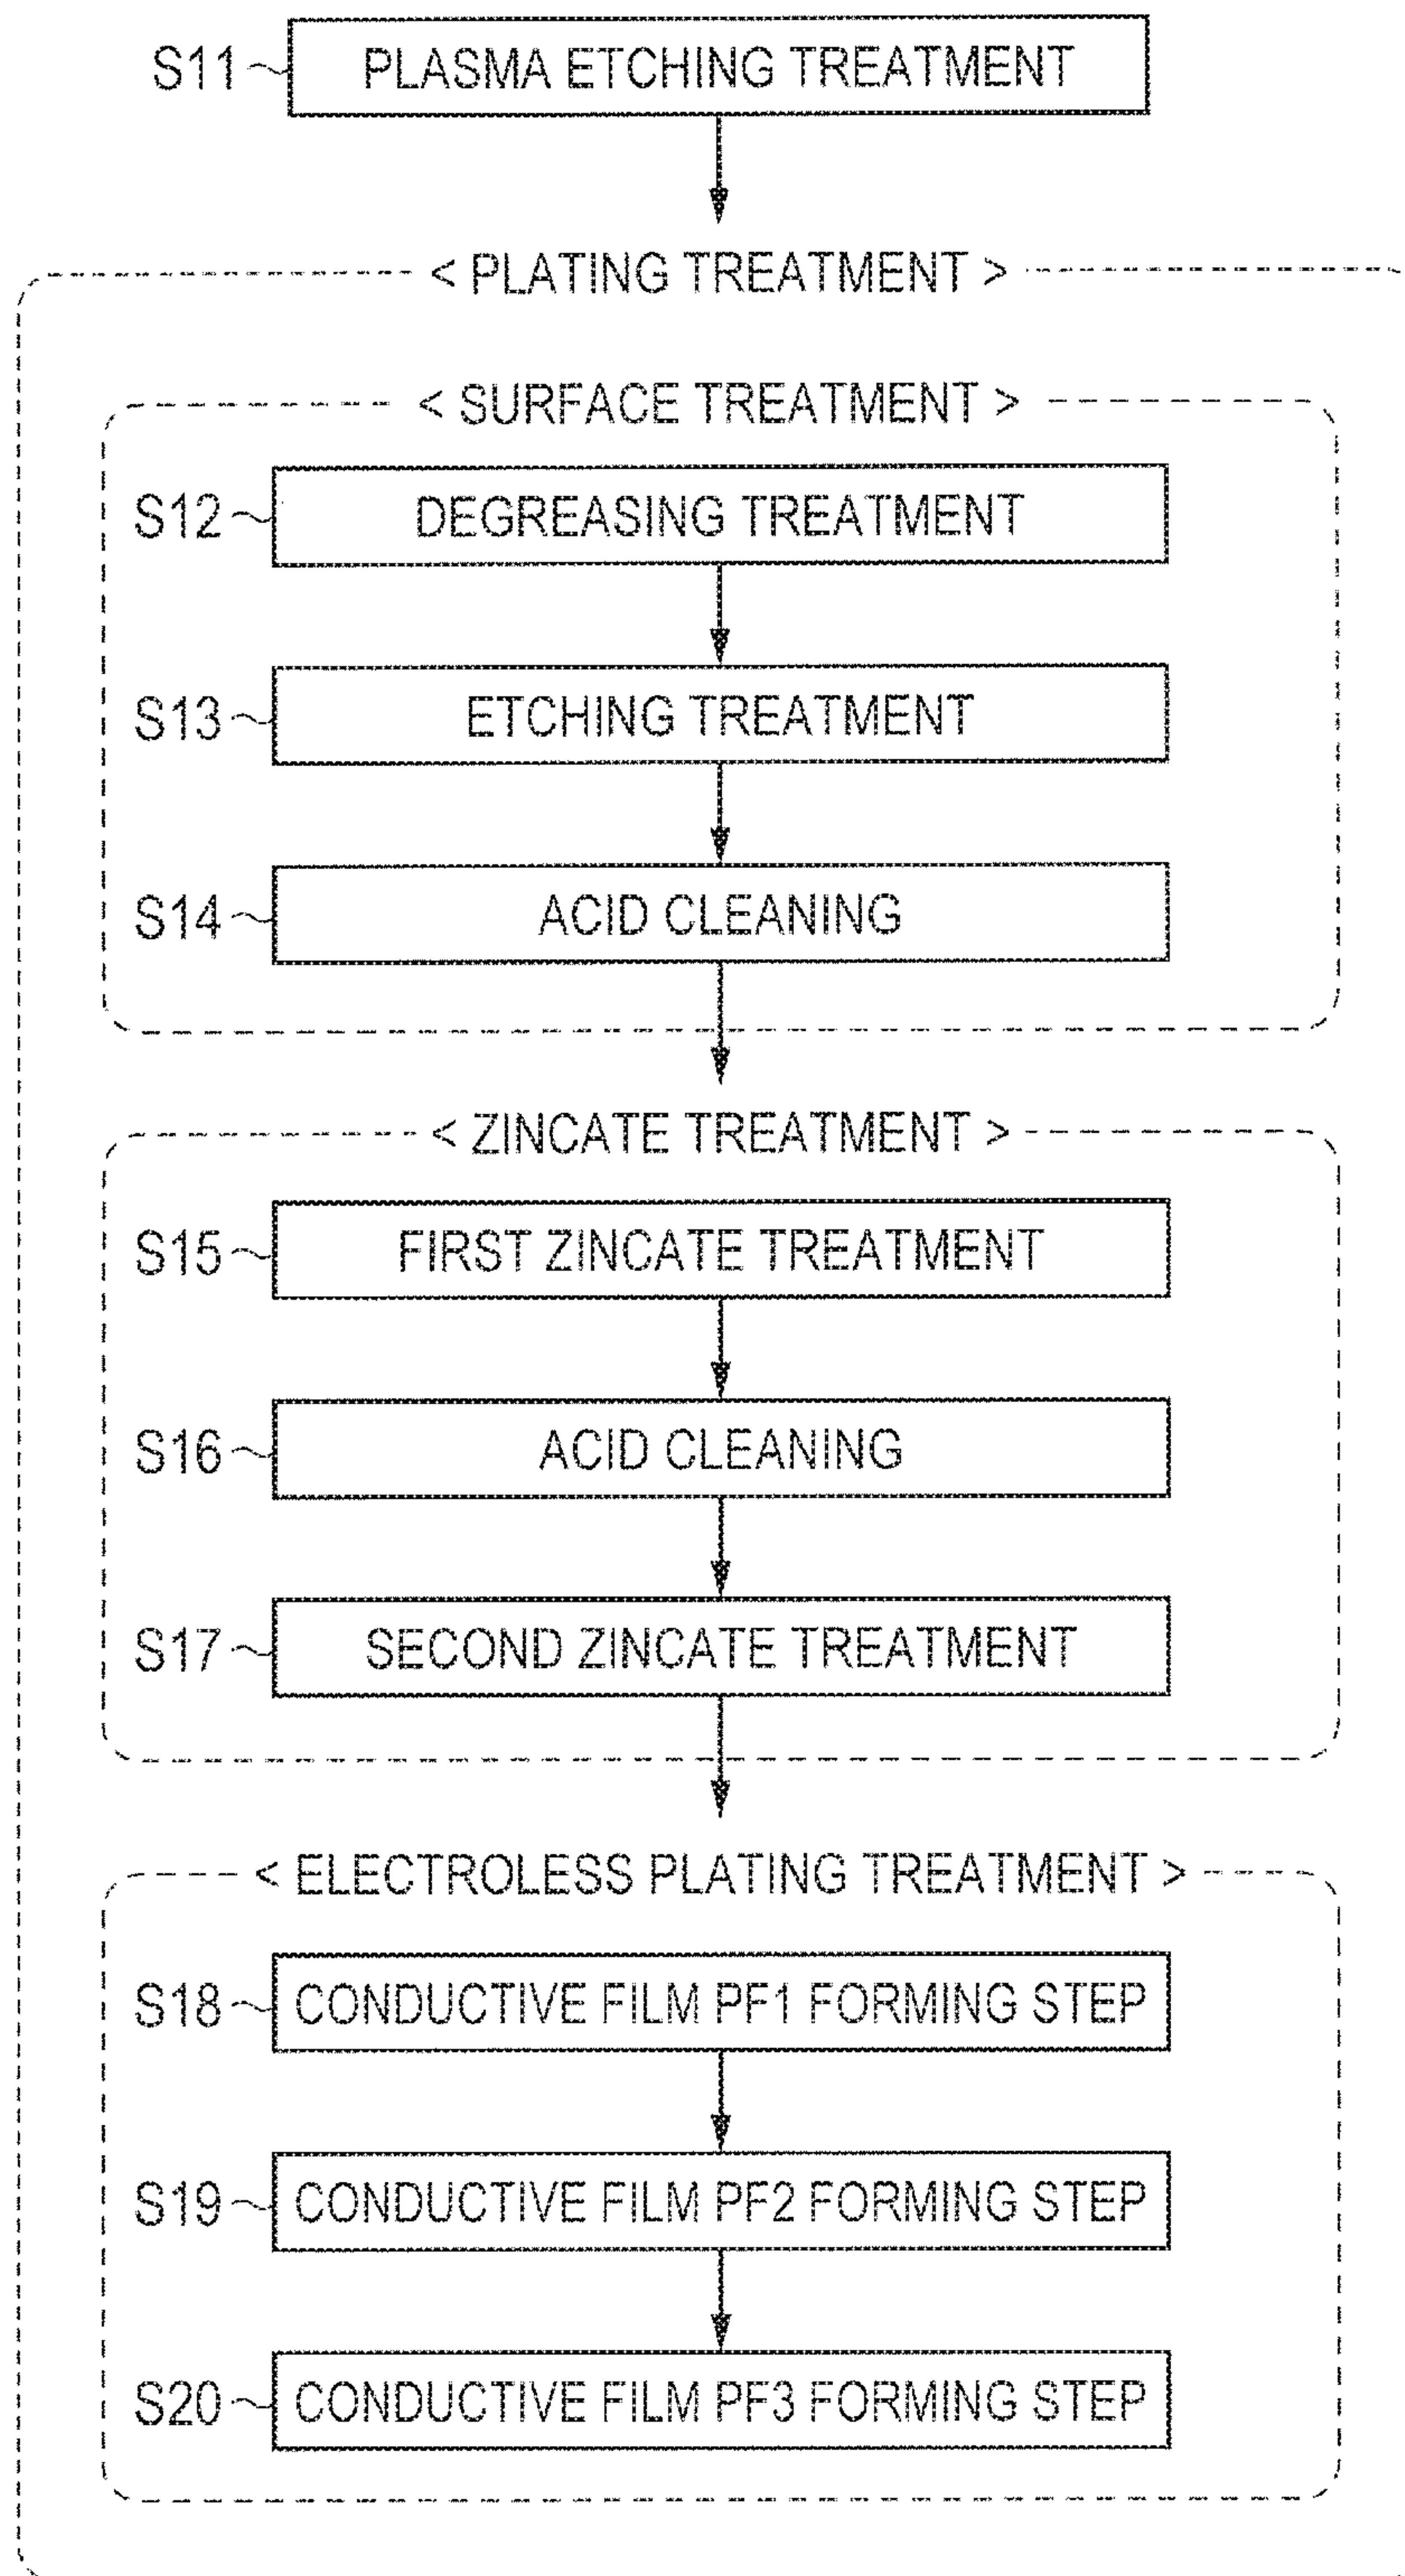 S11 PLASMA ETCHING TREATMENT
< PLATING TREATMENT >
< SURFACE TREATMENT >
S12 DEGREASING TREATMENT
S13 ETCHING TREATMENT
S14 ACID CLEANING
< ZINCATE TREATMENT >
S15 FIRST ZINCATE TREATMENT
S16 ACID CLEANING
S17 SECOND ZINCATE TREATMENT
< ELECTROLESS PLATING TREATMENT >
S18 CONDUCTIVE FILM PF1 FORMING STEP
S19 CONDUCTIVE FILM PF2 FORMING STEP
S20 CONDUCTIVE FILM PF3 FORMING STEP